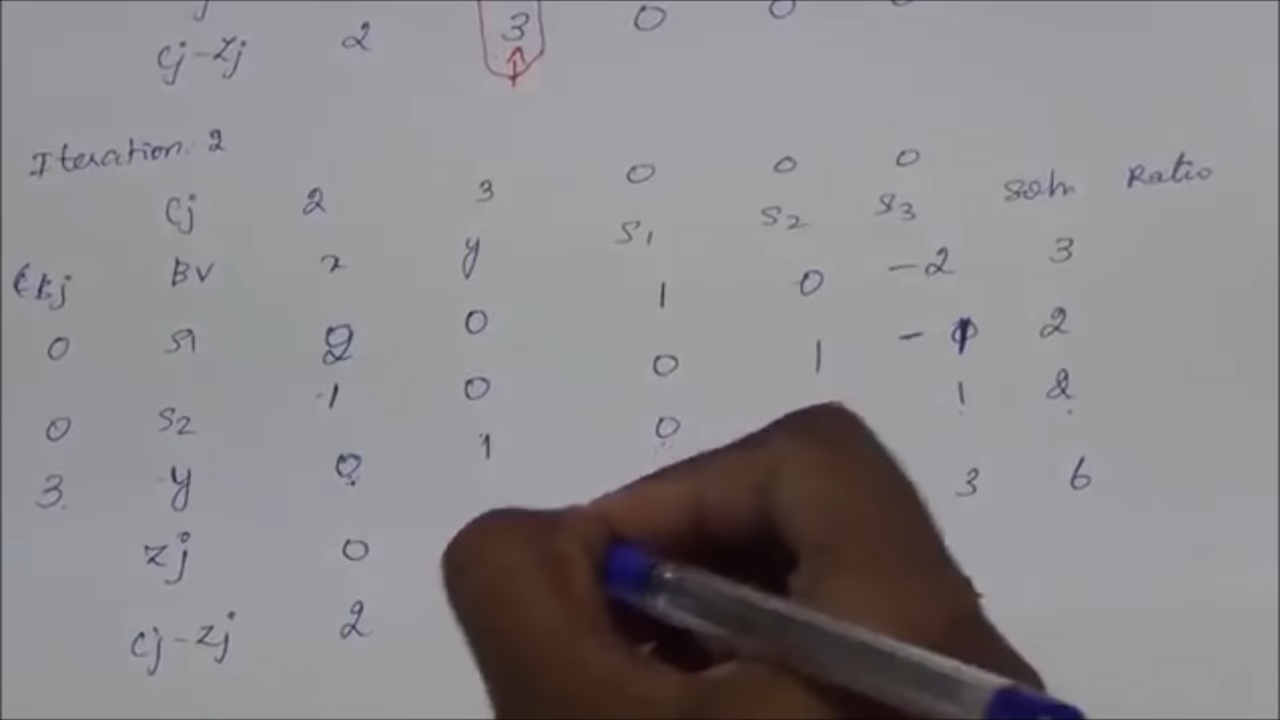 Cj-Zj 2 3 0
Iteration. 2
Cj 2 3 0 0 0 Soln Ratio
BV x y S1 S2 S3
0 S1 2 0 1 0 -2 3
0 S2 1 0 0 1 -1 2
3. y 0 1 0 1 2
Zj 0 3 6
Cj-Zj 2